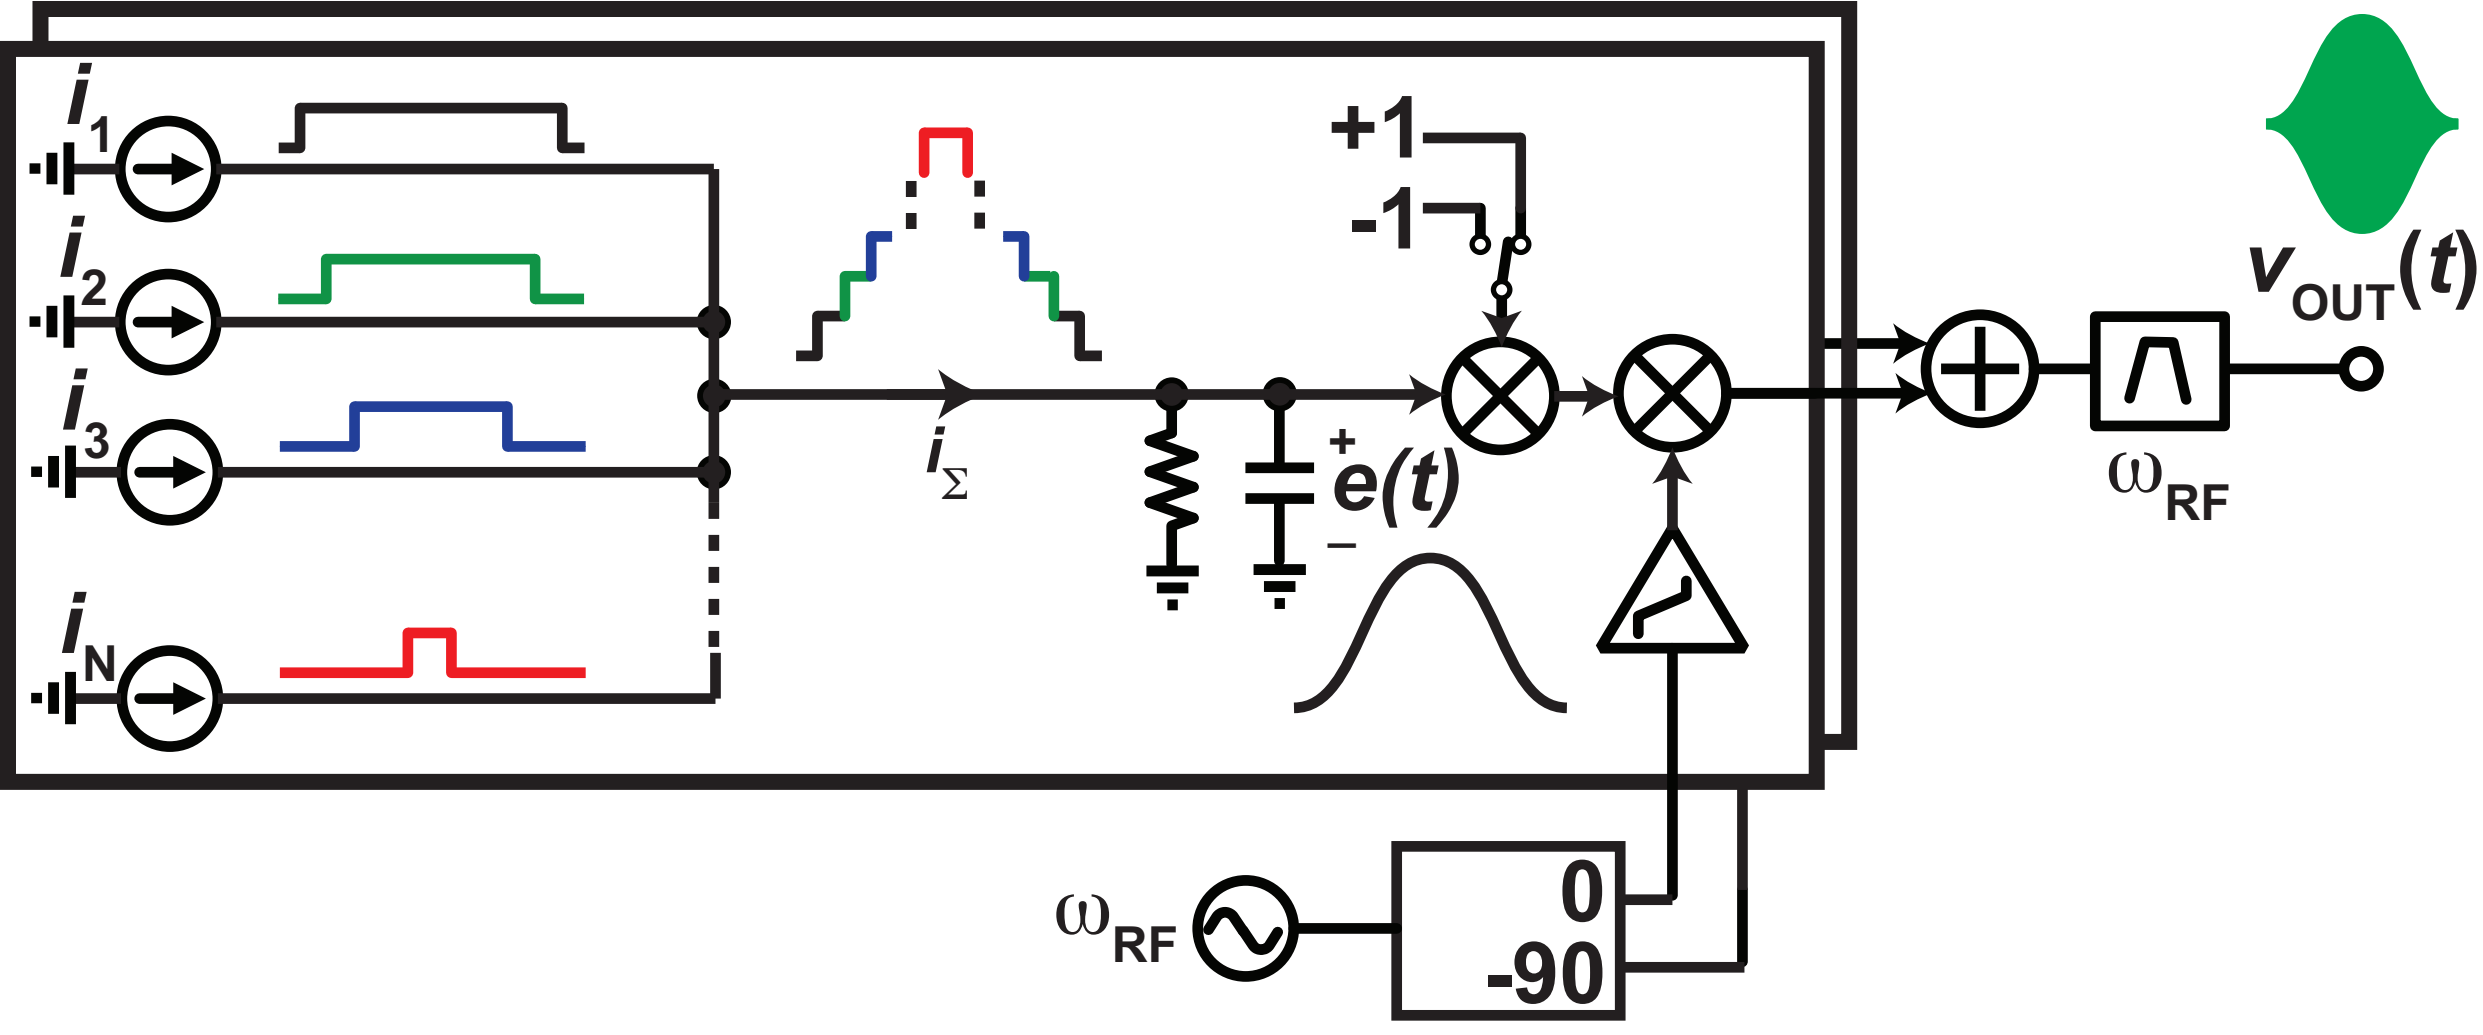 i1
i2
i3
iN
iΣ
+1
-1
+
e(t)
–
vOUT(t)
ωRF
ωRF
0
-90